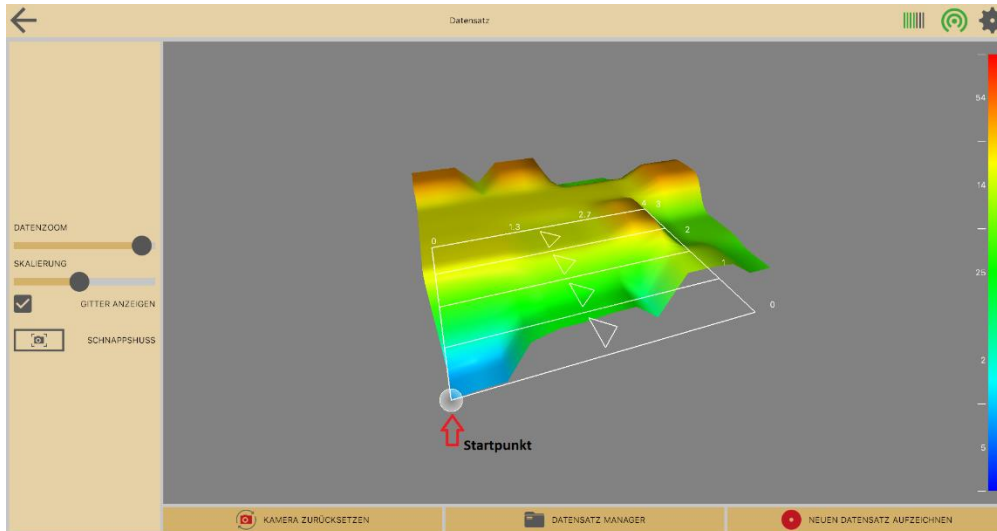 Datensatz
54
14
25
2
5
DATENZOOM
SKALIERUNG
GITTER ANZEIGEN
SCHNAPPSHUSS
0
1.3
2.7
4
3
2
1
0
Startpunkt
KAMERA ZURÜCKSETZEN
DATENSATZ MANAGER
NEUEN DATENSATZ AUFZEICHNEN